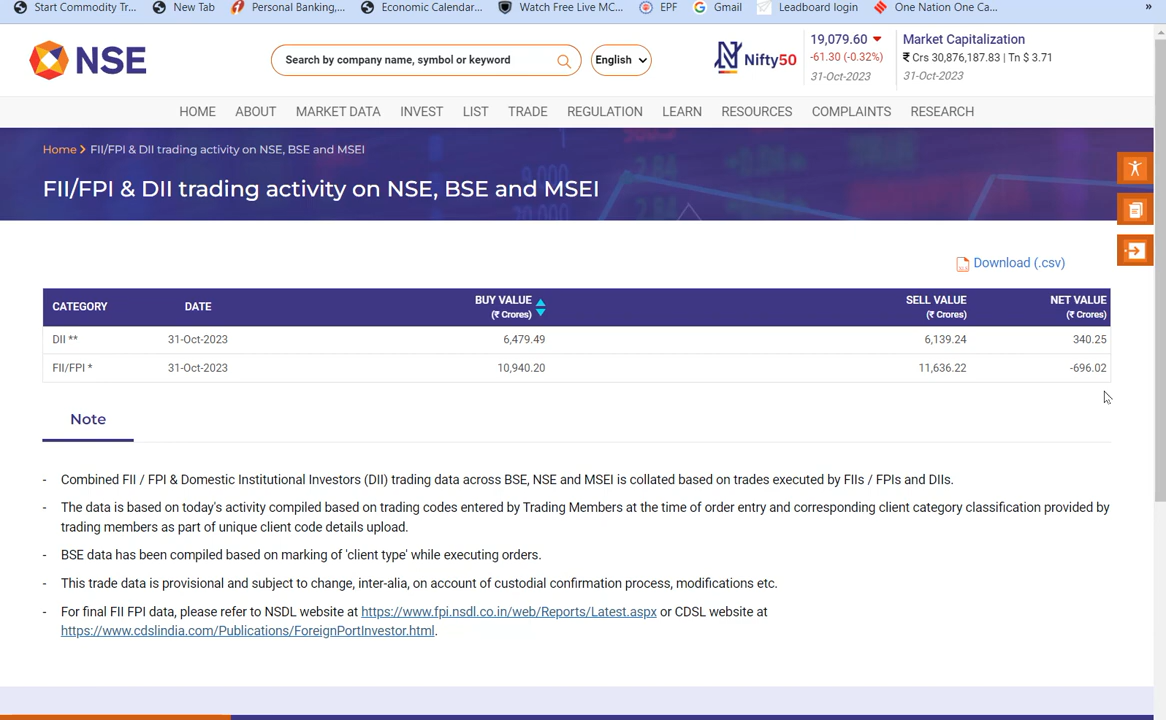 Start Commodity Tr... New Tab Personal Banking,... Economic Calendar... Watch Free Live MC... EPF Gmail Leadboard login One Nation One Ca... »
NSE
Search by company name, symbol or keyword
English
Nifty50
19,079.60
-61.30 (-0.32%)
31-Oct-2023
Market Capitalization
₹ Crs 30,876,187.83 | Tn $ 3.71
31-Oct-2023
HOME ABOUT MARKET DATA INVEST LIST TRADE REGULATION LEARN RESOURCES COMPLAINTS RESEARCH
Home > FII/FPI & DII trading activity on NSE, BSE and MSEI
FII/FPI & DII trading activity on NSE, BSE and MSEI
Download (.csv)
CATEGORY DATE BUY VALUE (₹ Crores) SELL VALUE (₹ Crores) NET VALUE (₹ Crores)
DII ** 31-Oct-2023 6,479.49 6,139.24 340.25
FII/FPI * 31-Oct-2023 10,940.20 11,636.22 -696.02
Note
- Combined FII / FPI & Domestic Institutional Investors (DII) trading data across BSE, NSE and MSEI is collated based on trades executed by FIIs / FPIs and DIIs.
- The data is based on today's activity compiled based on trading codes entered by Trading Members at the time of order entry and corresponding client category classification provided by
trading members as part of unique client code details upload.
- BSE data has been compiled based on marking of 'client type' while executing orders.
- This trade data is provisional and subject to change, inter-alia, on account of custodial confirmation process, modifications etc.
- For final FII FPI data, please refer to NSDL website at https://www.fpi.nsdl.co.in/web/Reports/Latest.aspx or CDSL website at
https://www.cdslindia.com/Publications/ForeignPortInvestor.html.